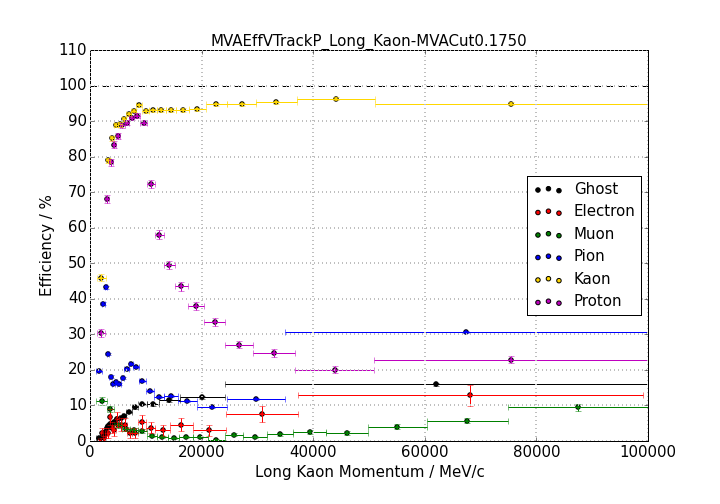 MVAEffVTrackP_Long_Kaon-MVACut0.1750
110
100
90
80
70
60
50
40
30
20
10
0
Efficiency / %
Ghost
Electron
Muon
Pion
Kaon
Proton
0 20000 40000 60000 80000 100000
Long Kaon Momentum / MeV/c